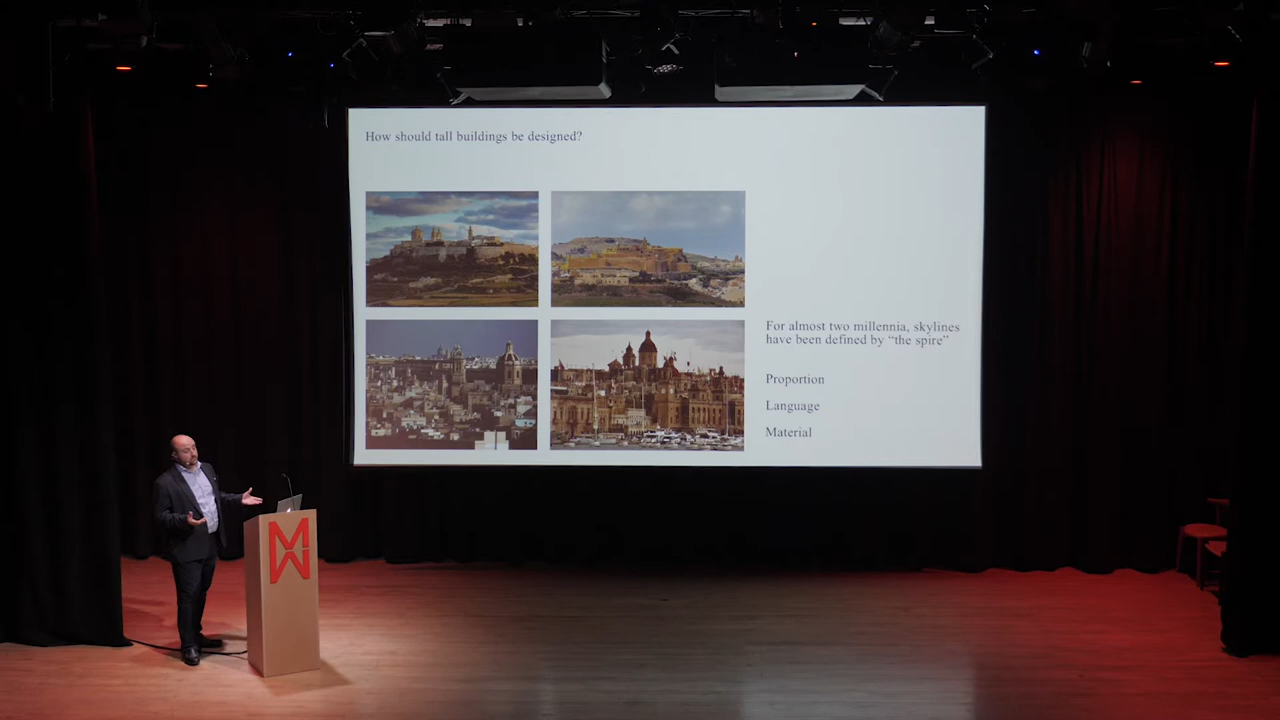 How should tall buildings be designed?
For almost two millennia, skylines
have been defined by “the spire”
Proportion
Language
Material
MW